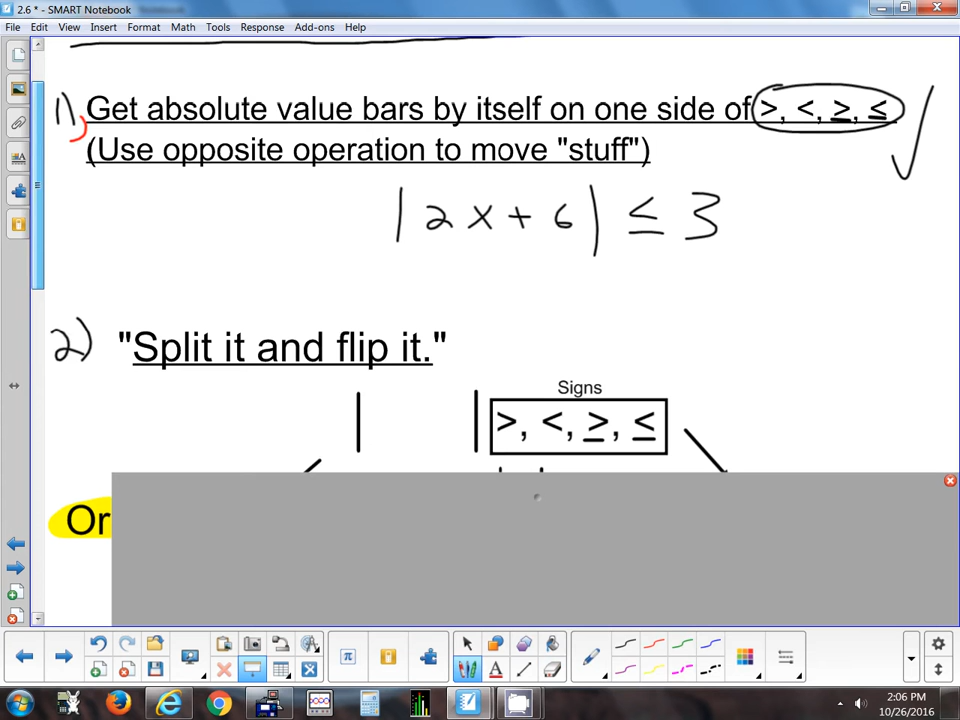 2.6 * - SMART Notebook
File Edit View Insert Format Math Tools Response Add-ons Help
1) Get absolute value bars by itself on one side of >, <, ≥, ≤
(Use opposite operation to move "stuff")
|2x + 6| ≤ 3
2) "Split it and flip it."
Signs
| | >, <, ≥, ≤
Or
2:06 PM
10/26/2016